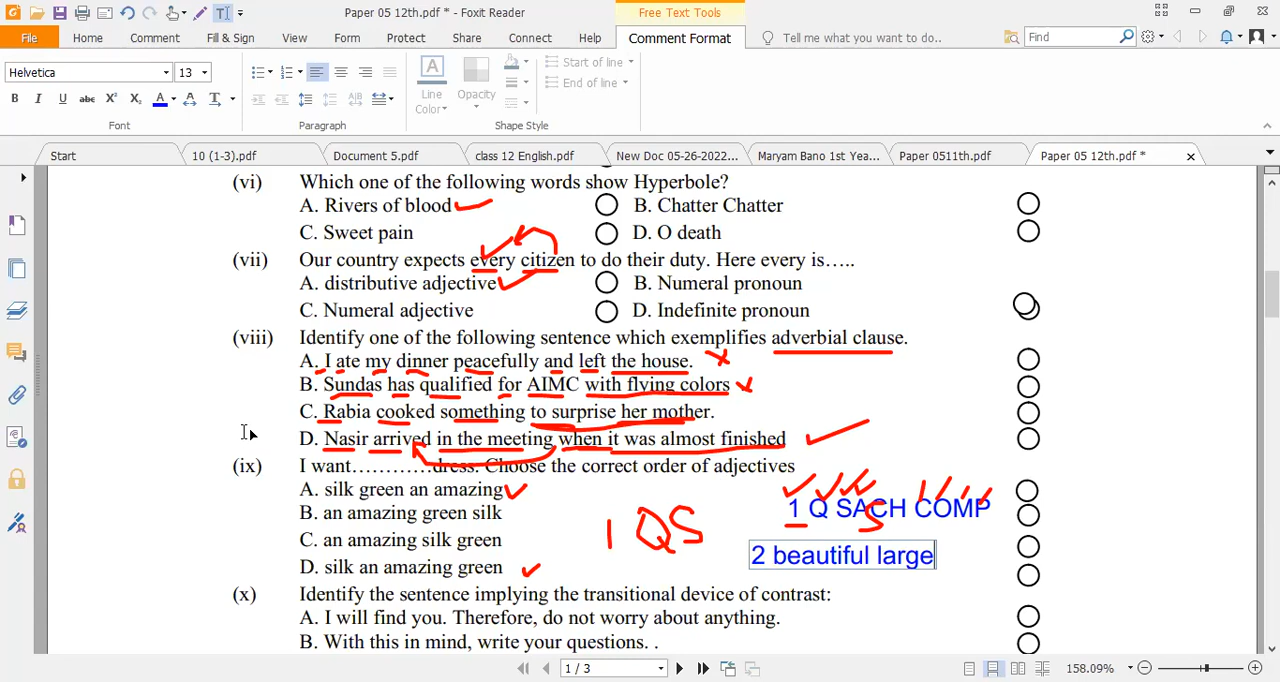 Paper 05 12th.pdf * - Foxit Reader
Free Text Tools
File Home Comment Fill & Sign View Form Protect Share Connect Help Comment Format Tell me what you want to do.. Find
Helvetica 13
Line Color Opacity
Start of line
End of line
Font Paragraph Shape Style
Start 10 (1-3).pdf Document 5.pdf class 12 English.pdf New Doc 05-26-2022... Maryam Bano 1st Yea... Paper 0511th.pdf Paper 05 12th.pdf *
(vi) Which one of the following words show Hyperbole?
A. Rivers of blood B. Chatter Chatter
C. Sweet pain D. O death
(vii) Our country expects every citizen to do their duty. Here every is…..
A. distributive adjective B. Numeral pronoun
C. Numeral adjective D. Indefinite pronoun
(viii) Identify one of the following sentence which exemplifies adverbial clause.
A. I ate my dinner peacefully and left the house.
B. Sundas has qualified for AIMC with flying colors
C. Rabia cooked something to surprise her mother.
D. Nasir arrived in the meeting when it was almost finished
(ix) I want…………dress. Choose the correct order of adjectives
A. silk green an amazing
B. an amazing green silk
C. an amazing silk green
D. silk an amazing green
1 QS
1 Q SACH COMP
S
2 beautiful large
(x) Identify the sentence implying the transitional device of contrast:
A. I will find you. Therefore, do not worry about anything.
B. With this in mind, write your questions. .
1 / 3 158.09%